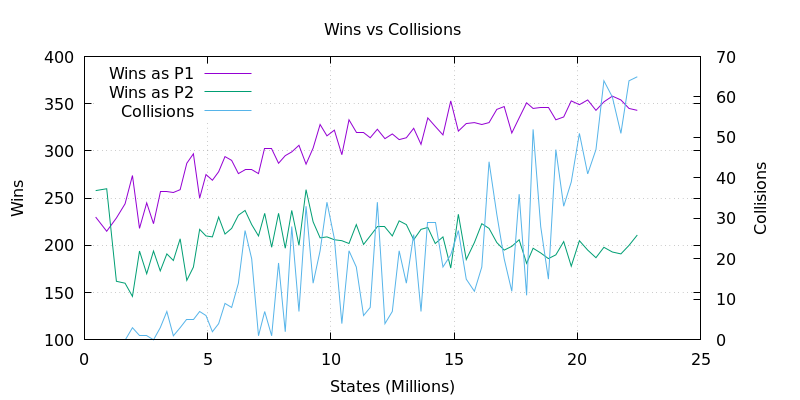 Wins vs Collisions
400
350
300
250
200
150
100
Wins
Wins as P1
Wins as P2
Collisions
70
60
50
40
30
20
10
0
Collisions
0 5 10 15 20 25
States (Millions)